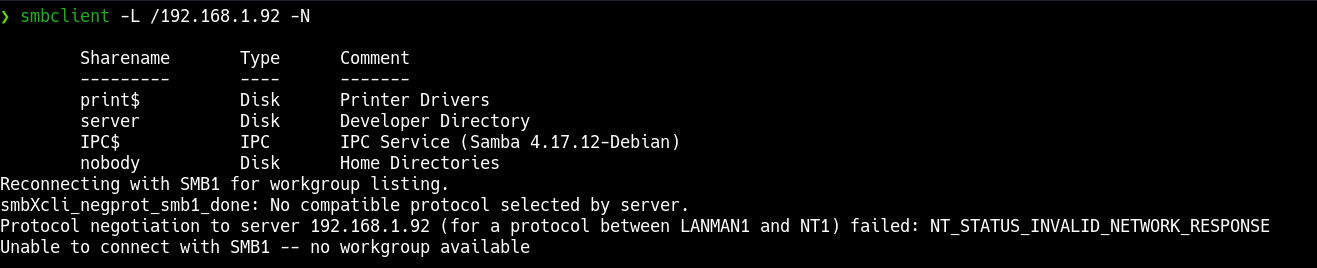 ❯ smbclient -L /192.168.1.92 -N
Sharename Type Comment
--------- ---- -------
print$ Disk Printer Drivers
server Disk Developer Directory
IPC$ IPC IPC Service (Samba 4.17.12-Debian)
nobody Disk Home Directories
Reconnecting with SMB1 for workgroup listing.
smbXcli_negprot_smb1_done: No compatible protocol selected by server.
Protocol negotiation to server 192.168.1.92 (for a protocol between LANMAN1 and NT1) failed: NT_STATUS_INVALID_NETWORK_RESPONSE
Unable to connect with SMB1 -- no workgroup available